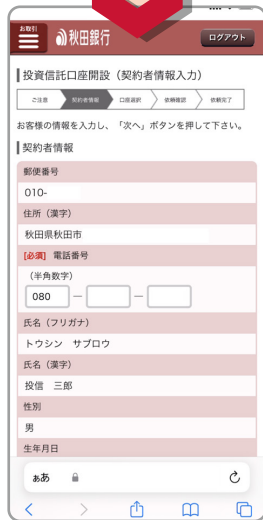 お取引
秋田銀行
ログアウト
投資信託口座開設（契約者情報入力）
ご注意
契約者情報
口座選択
依頼確認
依頼完了
お客様の情報を入力し、「次へ」ボタンを押して下さい。
契約者情報
郵便番号
010-
住所（漢字）
秋田県秋田市
[必須] 電話番号
（半角数字）
080 － －
氏名（フリガナ）
トウシン サブロウ
氏名（漢字）
投信 三郎
性別
男
生年月日
ああ